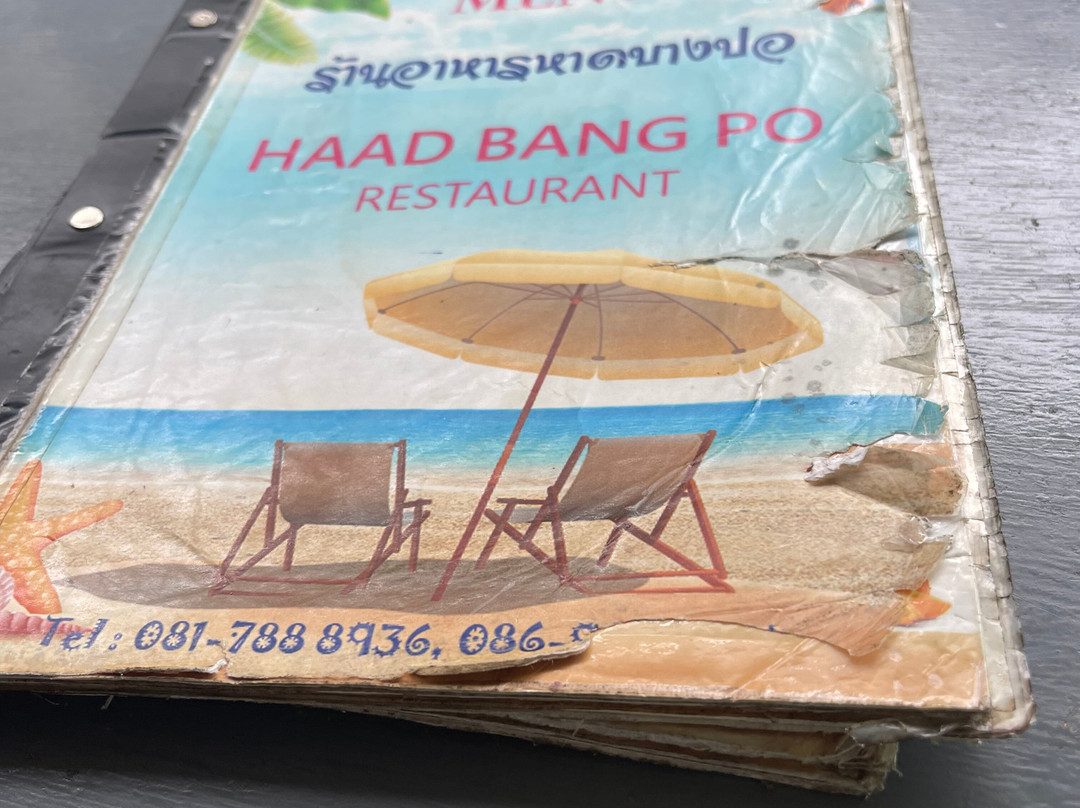 MENU
ร้านอาหารหาดบางปอ
HAAD BANG PO
RESTAURANT
Tel : 081-788 8936, 086-